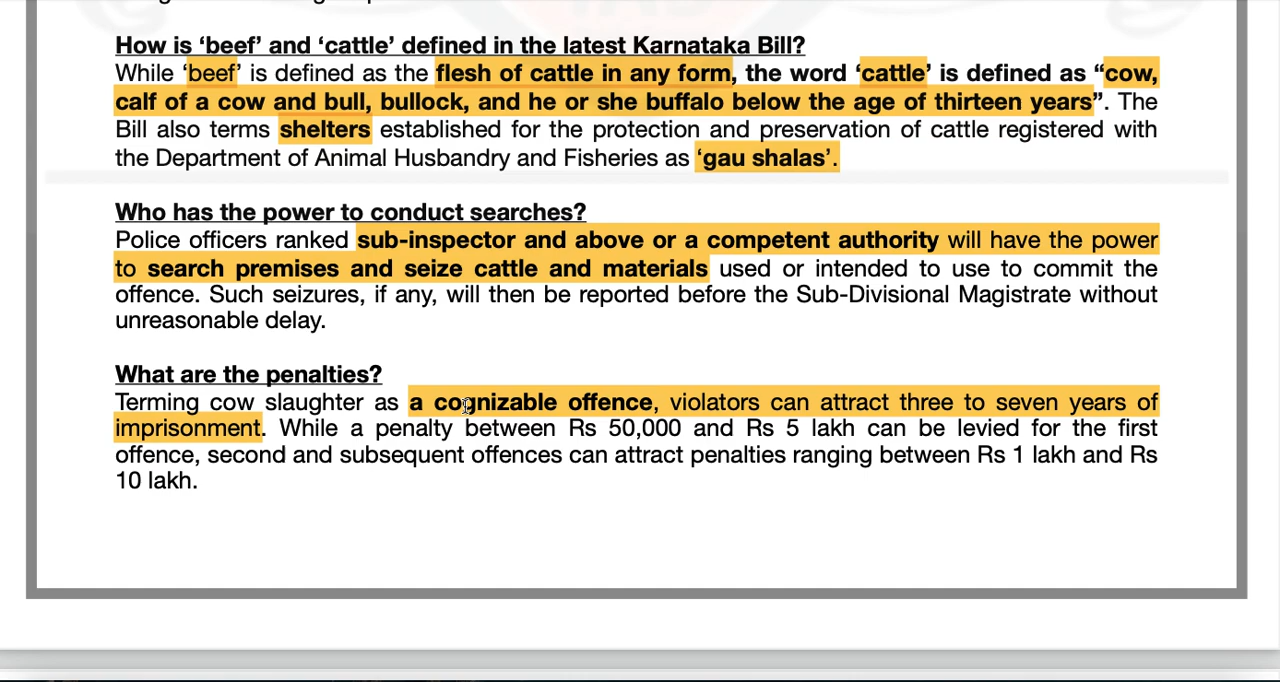 How is ‘beef’ and ‘cattle’ defined in the latest Karnataka Bill?
While ‘beef’ is defined as the flesh of cattle in any form, the word ‘cattle’ is defined as “cow,
calf of a cow and bull, bullock, and he or she buffalo below the age of thirteen years”. The
Bill also terms shelters established for the protection and preservation of cattle registered with
the Department of Animal Husbandry and Fisheries as ‘gau shalas’.
Who has the power to conduct searches?
Police officers ranked sub-inspector and above or a competent authority will have the power
to search premises and seize cattle and materials used or intended to use to commit the
offence. Such seizures, if any, will then be reported before the Sub-Divisional Magistrate without
unreasonable delay.
What are the penalties?
Terming cow slaughter as a cognizable offence, violators can attract three to seven years of
imprisonment. While a penalty between Rs 50,000 and Rs 5 lakh can be levied for the first
offence, second and subsequent offences can attract penalties ranging between Rs 1 lakh and Rs
10 lakh.